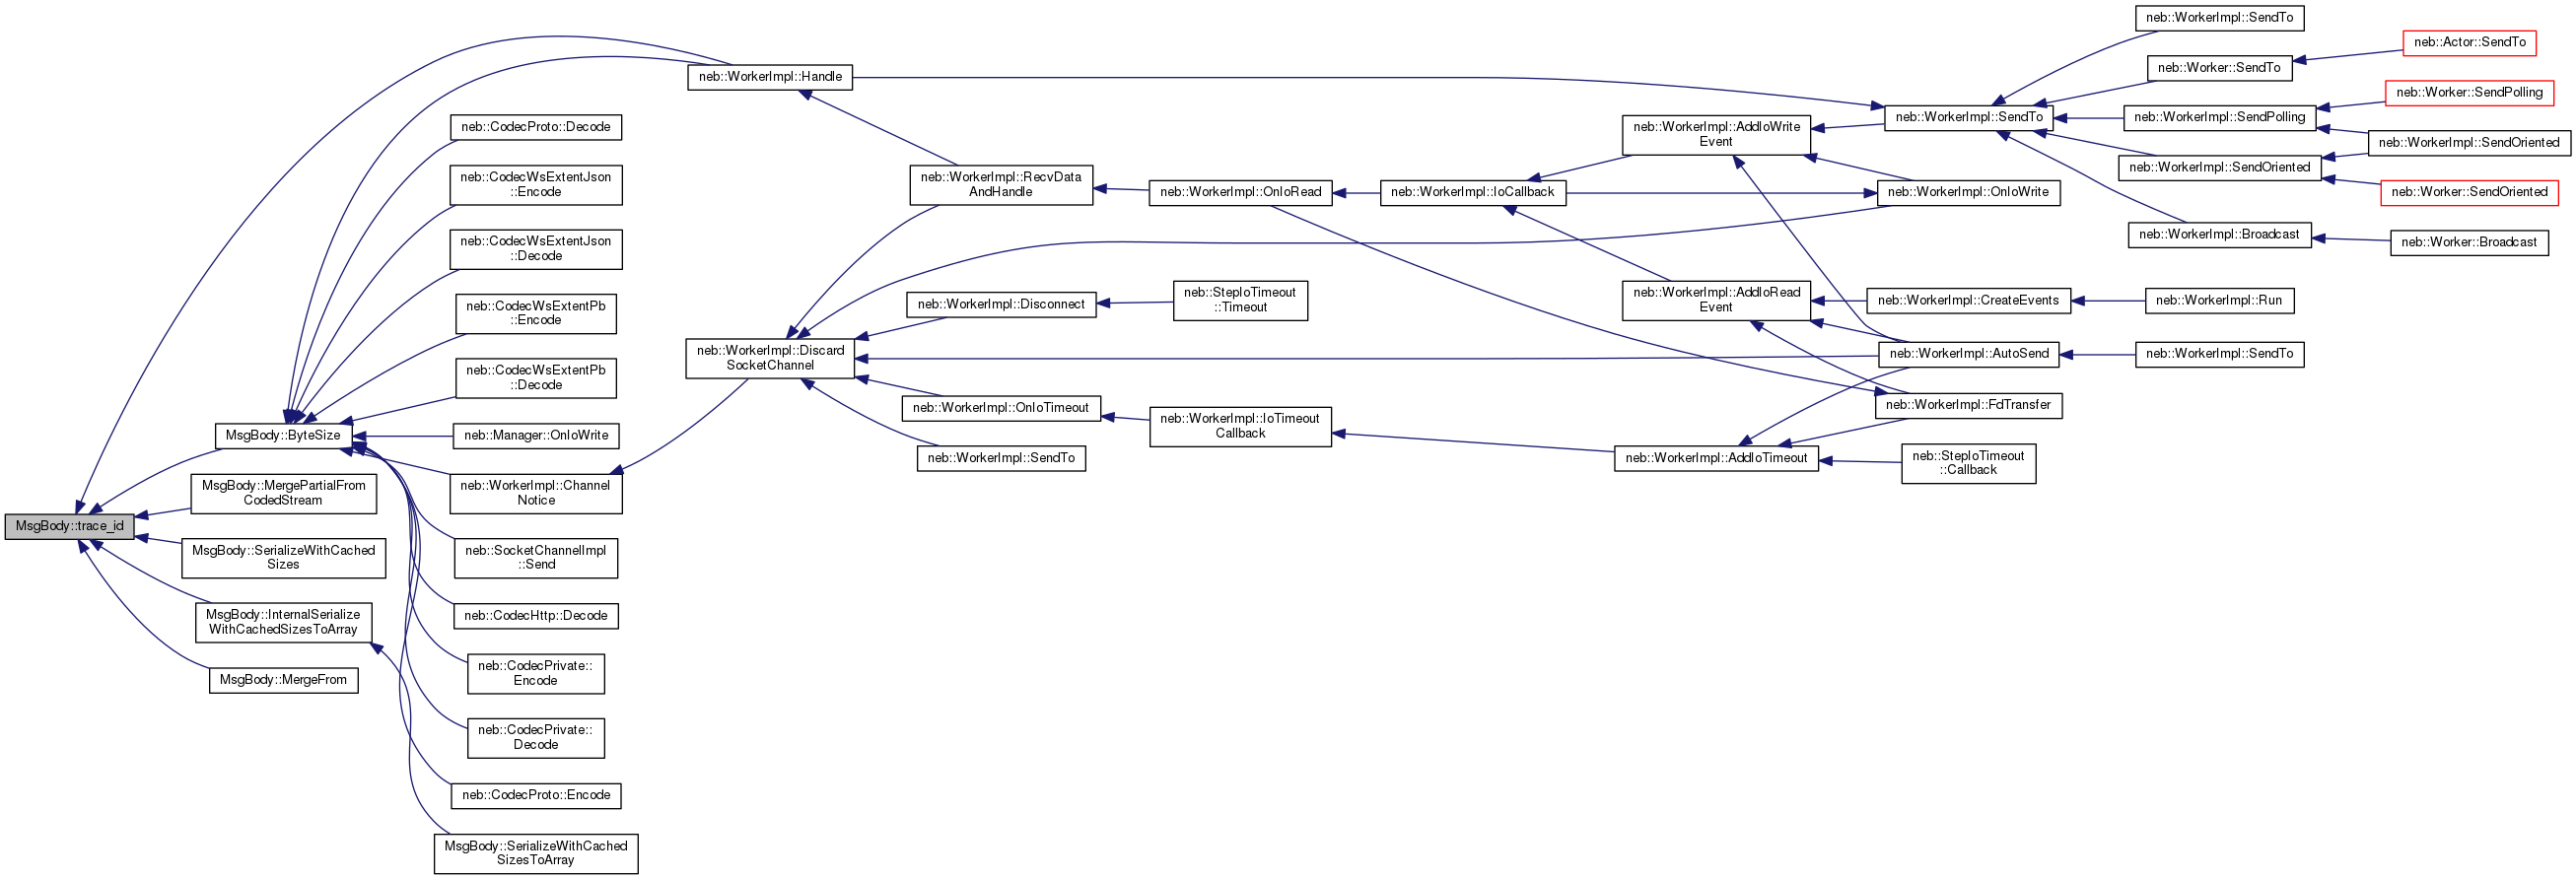 MsgBody::trace_id
MsgBody::ByteSize
MsgBody::MergePartialFrom
CodedStream
MsgBody::SerializeWithCached
Sizes
MsgBody::InternalSerialize
WithCachedSizesToArray
MsgBody::MergeFrom
neb::CodecProto::Decode
neb::CodecWsExtentJson
::Encode
neb::CodecWsExtentJson
::Decode
neb::CodecWsExtentPb
::Encode
neb::CodecWsExtentPb
::Decode
neb::Manager::OnIoWrite
neb::WorkerImpl::Channel
Notice
neb::SocketChannelImpl
::Send
neb::CodecHttp::Decode
neb::CodecPrivate::
Encode
neb::CodecPrivate::
Decode
neb::CodecProto::Encode
MsgBody::SerializeWithCached
SizesToArray
neb::WorkerImpl::Handle
neb::WorkerImpl::Discard
SocketChannel
neb::WorkerImpl::RecvData
AndHandle
neb::WorkerImpl::Disconnect
neb::WorkerImpl::OnIoTimeout
neb::WorkerImpl::SendTo
neb::WorkerImpl::OnIoRead
neb::StepIoTimeout
::Timeout
neb::WorkerImpl::IoTimeout
Callback
neb::WorkerImpl::IoCallback
neb::WorkerImpl::AddIoWrite
Event
neb::WorkerImpl::AddIoRead
Event
neb::WorkerImpl::AddIoTimeout
neb::WorkerImpl::SendTo
neb::WorkerImpl::OnIoWrite
neb::WorkerImpl::CreateEvents
neb::WorkerImpl::AutoSend
neb::WorkerImpl::FdTransfer
neb::StepIoTimeout
::Callback
neb::WorkerImpl::SendTo
neb::Worker::SendTo
neb::WorkerImpl::SendPolling
neb::WorkerImpl::SendOriented
neb::WorkerImpl::Broadcast
neb::WorkerImpl::Run
neb::WorkerImpl::SendTo
neb::Actor::SendTo
neb::Worker::SendPolling
neb::WorkerImpl::SendOriented
neb::Worker::SendOriented
neb::Worker::Broadcast